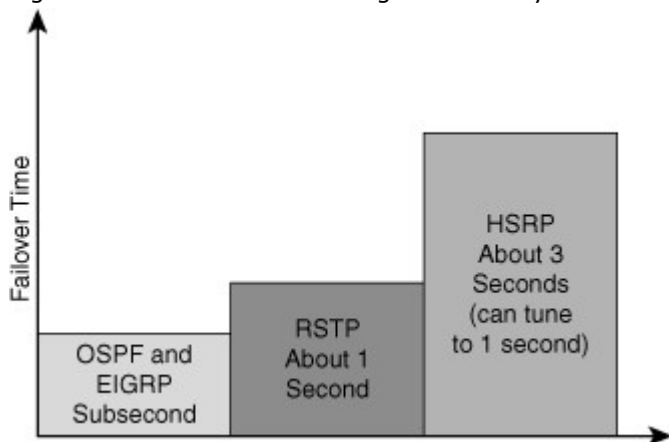 Failover Time
OSPF and
EIGRP
Subsecond
RSTP
About 1
Second
HSRP
About 3
Seconds
(can tune
to 1 second)